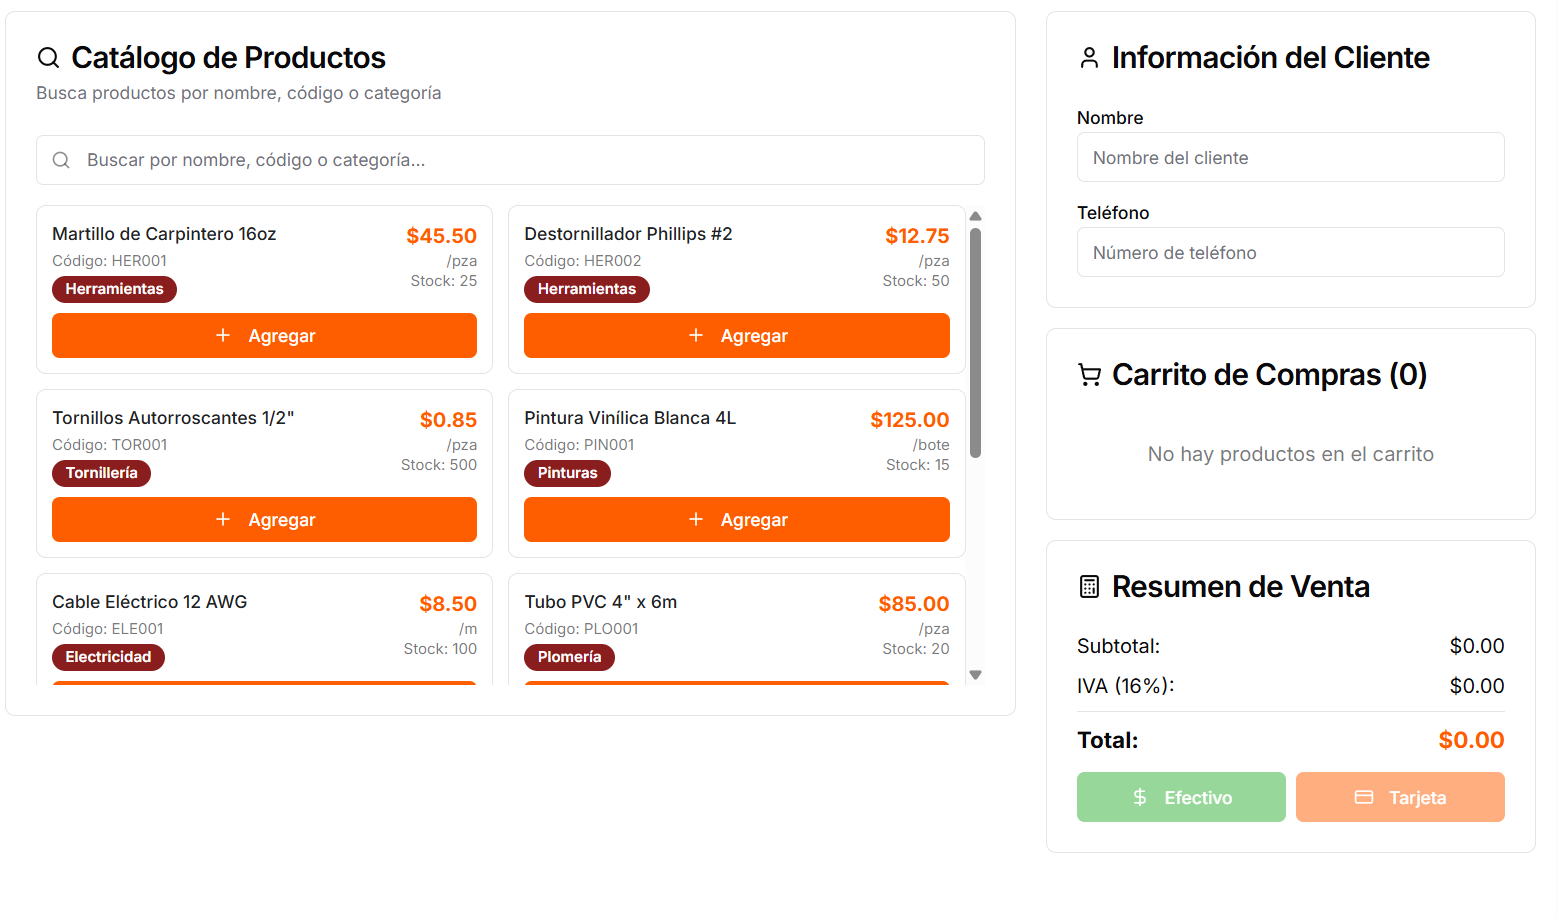 Catálogo de Productos
Busca productos por nombre, código o categoría
Buscar por nombre, código o categoría...
Martillo de Carpintero 16oz
$45.50
Código: HER001
/pza
Stock: 25
Herramientas
Agregar
Destornillador Phillips #2
$12.75
Código: HER002
/pza
Stock: 50
Herramientas
Agregar
Tornillos Autorroscantes 1/2"
$0.85
Código: TOR001
/pza
Stock: 500
Tornillería
Agregar
Pintura Vinílica Blanca 4L
$125.00
Código: PIN001
/bote
Stock: 15
Pinturas
Agregar
Cable Eléctrico 12 AWG
$8.50
Código: ELE001
/m
Stock: 100
Electricidad
Tubo PVC 4" x 6m
$85.00
Código: PLO001
/pza
Stock: 20
Plomería
Información del Cliente
Nombre
Nombre del cliente
Teléfono
Número de teléfono
Carrito de Compras (0)
No hay productos en el carrito
Resumen de Venta
Subtotal: $0.00
IVA (16%): $0.00
Total: $0.00
$ Efectivo
Tarjeta